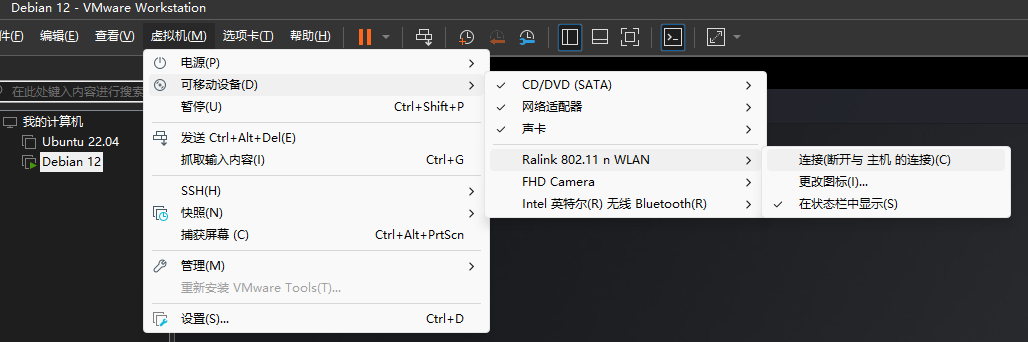 Debian 12 - VMware Workstation
件(F) 编辑(E) 查看(V) 虚拟机(M) 选项卡(T) 帮助(H)
在此处键入内容进行搜索
我的计算机
Ubuntu 22.04
Debian 12
电源(P)
可移动设备(D)
暂停(U) Ctrl+Shift+P
发送 Ctrl+Alt+Del(E)
抓取输入内容(I) Ctrl+G
SSH(H)
快照(N)
捕获屏幕 (C) Ctrl+Alt+PrtScn
管理(M)
重新安装 VMware Tools(T)...
设置(S)... Ctrl+D
CD/DVD (SATA)
网络适配器
声卡
Ralink 802.11 n WLAN
FHD Camera
Intel 英特尔(R) 无线 Bluetooth(R)
连接(断开与 主机 的连接)(C)
更改图标(I)...
在状态栏中显示(S)